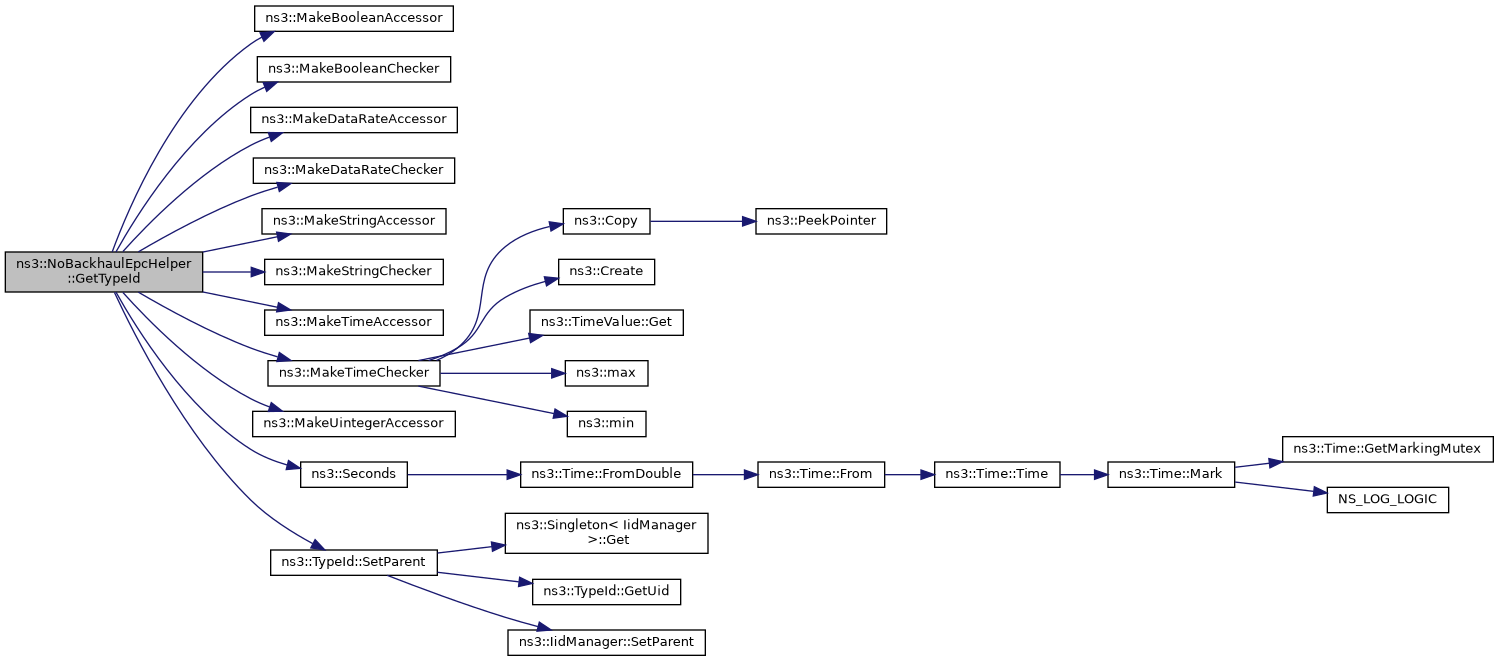 ns3::MakeBooleanAccessor
ns3::MakeBooleanChecker
ns3::MakeDataRateAccessor
ns3::MakeDataRateChecker
ns3::MakeStringAccessor
ns3::Copy
ns3::PeekPointer
ns3::NoBackhaulEpcHelper
::GetTypeId
ns3::MakeStringChecker
ns3::Create
ns3::MakeTimeAccessor
ns3::TimeValue::Get
ns3::MakeTimeChecker
ns3::max
ns3::MakeUintegerAccessor
ns3::min
ns3::Seconds
ns3::Time::FromDouble
ns3::Time::From
ns3::Time::Time
ns3::Time::Mark
ns3::Time::GetMarkingMutex
NS_LOG_LOGIC
ns3::TypeId::SetParent
ns3::Singleton< IidManager
>::Get
ns3::TypeId::GetUid
ns3::IidManager::SetParent